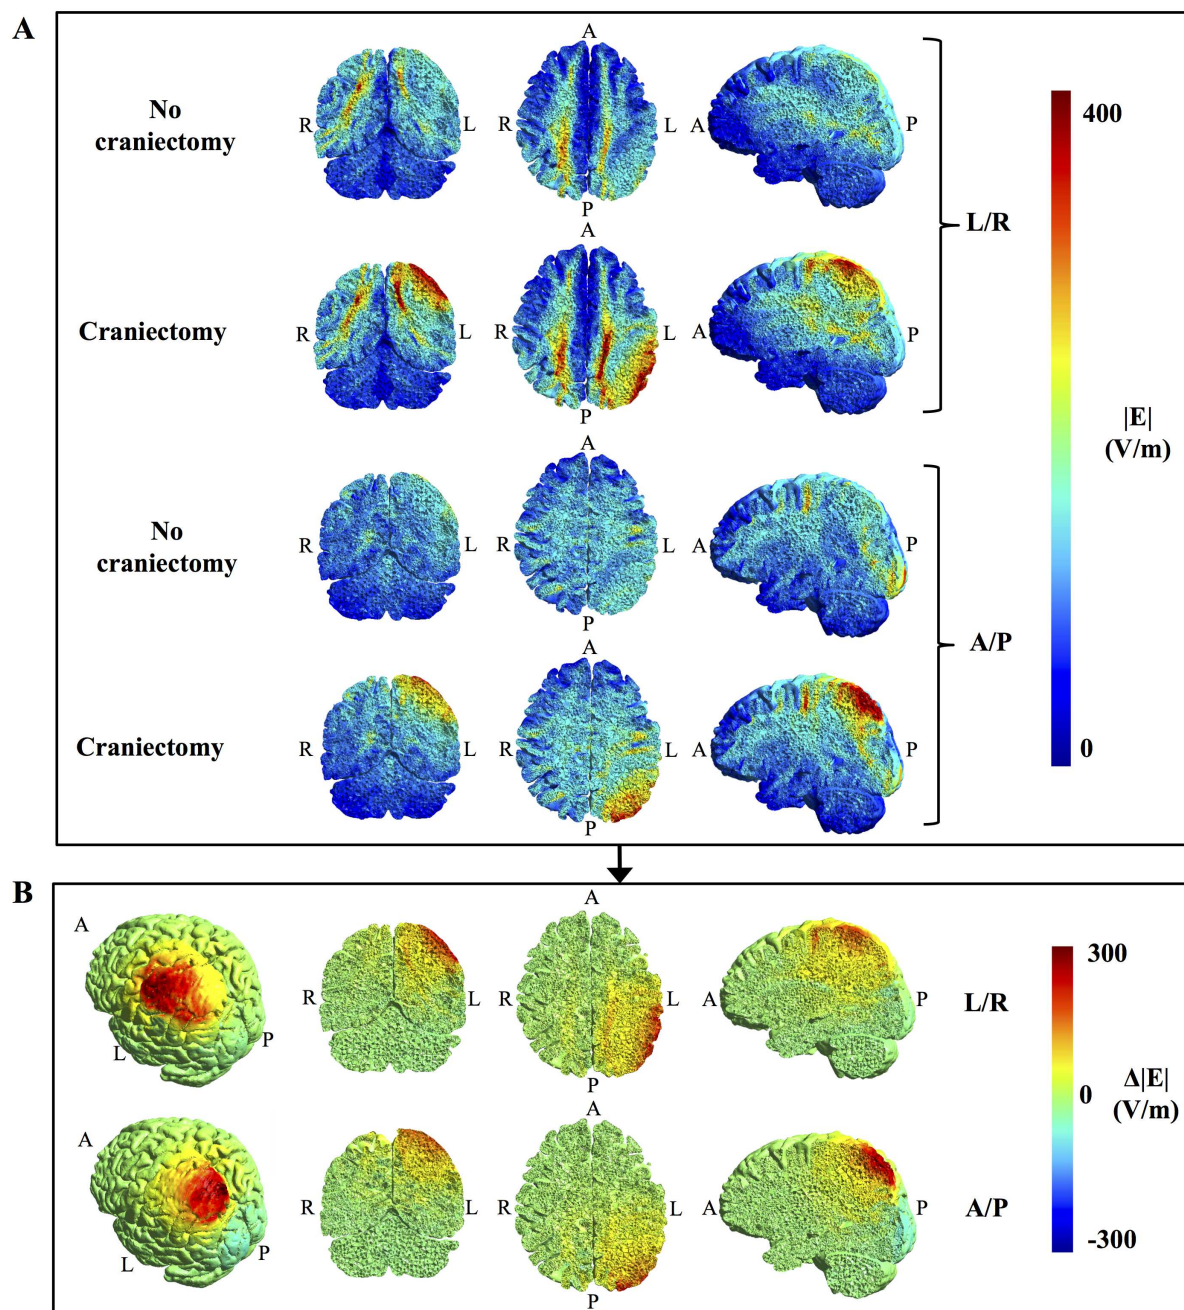 A
No
craniectomy
R
L
A
R
L
P
A
P
L/R
Craniectomy
R
L
A
R
L
P
A
P
No
craniectomy
R
L
A
R
L
P
A
P
A/P
Craniectomy
R
L
A
R
L
P
A
P
400
|E|
(V/m)
0
B
A
L
P
R
L
A
R
L
P
A
P
L/R
A
L
P
R
L
A
R
L
P
A
P
A/P
300
0
Δ|E|
(V/m)
-300